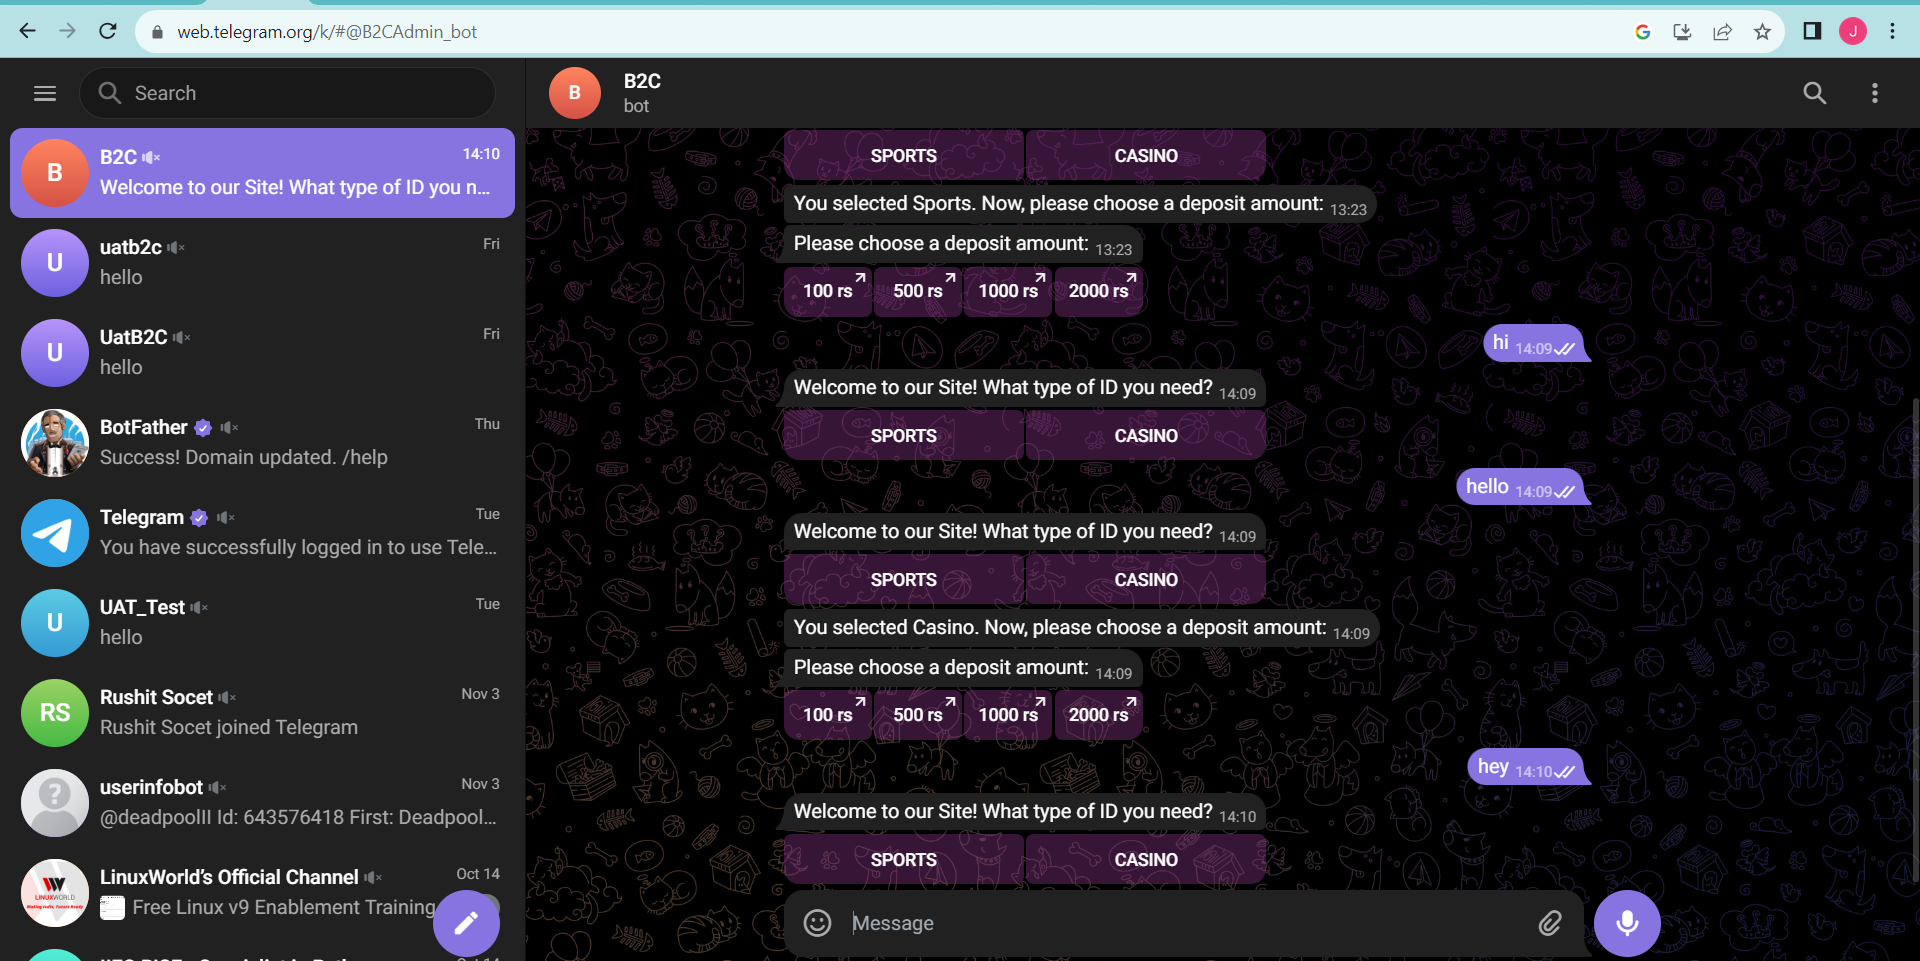 web.telegram.org/k/#@B2CAdmin_bot
J
Search
B
B2C
14:10
Welcome to our Site! What type of ID you n...
U
uatb2c
Fri
hello
U
UatB2C
Fri
hello
BotFather
Thu
Success! Domain updated. /help
Telegram
Tue
You have successfully logged in to use Tele...
U
UAT_Test
Tue
hello
RS
Rushit Socet
Nov 3
Rushit Socet joined Telegram
?
userinfobot
Nov 3
@deadpoolII Id: 643576418 First: Deadpool...
LINUXWORLD
LinuxWorld's Official Channel
Oct 14
Free Linux v9 Enablement Training
B
B2C
bot
SPORTS CASINO
You selected Sports. Now, please choose a deposit amount: 13:23
Please choose a deposit amount: 13:23
100 rs 500 rs 1000 rs 2000 rs
hi 14:09
Welcome to our Site! What type of ID you need? 14:09
SPORTS CASINO
hello 14:09
Welcome to our Site! What type of ID you need? 14:09
SPORTS CASINO
You selected Casino. Now, please choose a deposit amount: 14:09
Please choose a deposit amount: 14:09
100 rs 500 rs 1000 rs 2000 rs
hey 14:10
Welcome to our Site! What type of ID you need? 14:10
SPORTS CASINO
Message